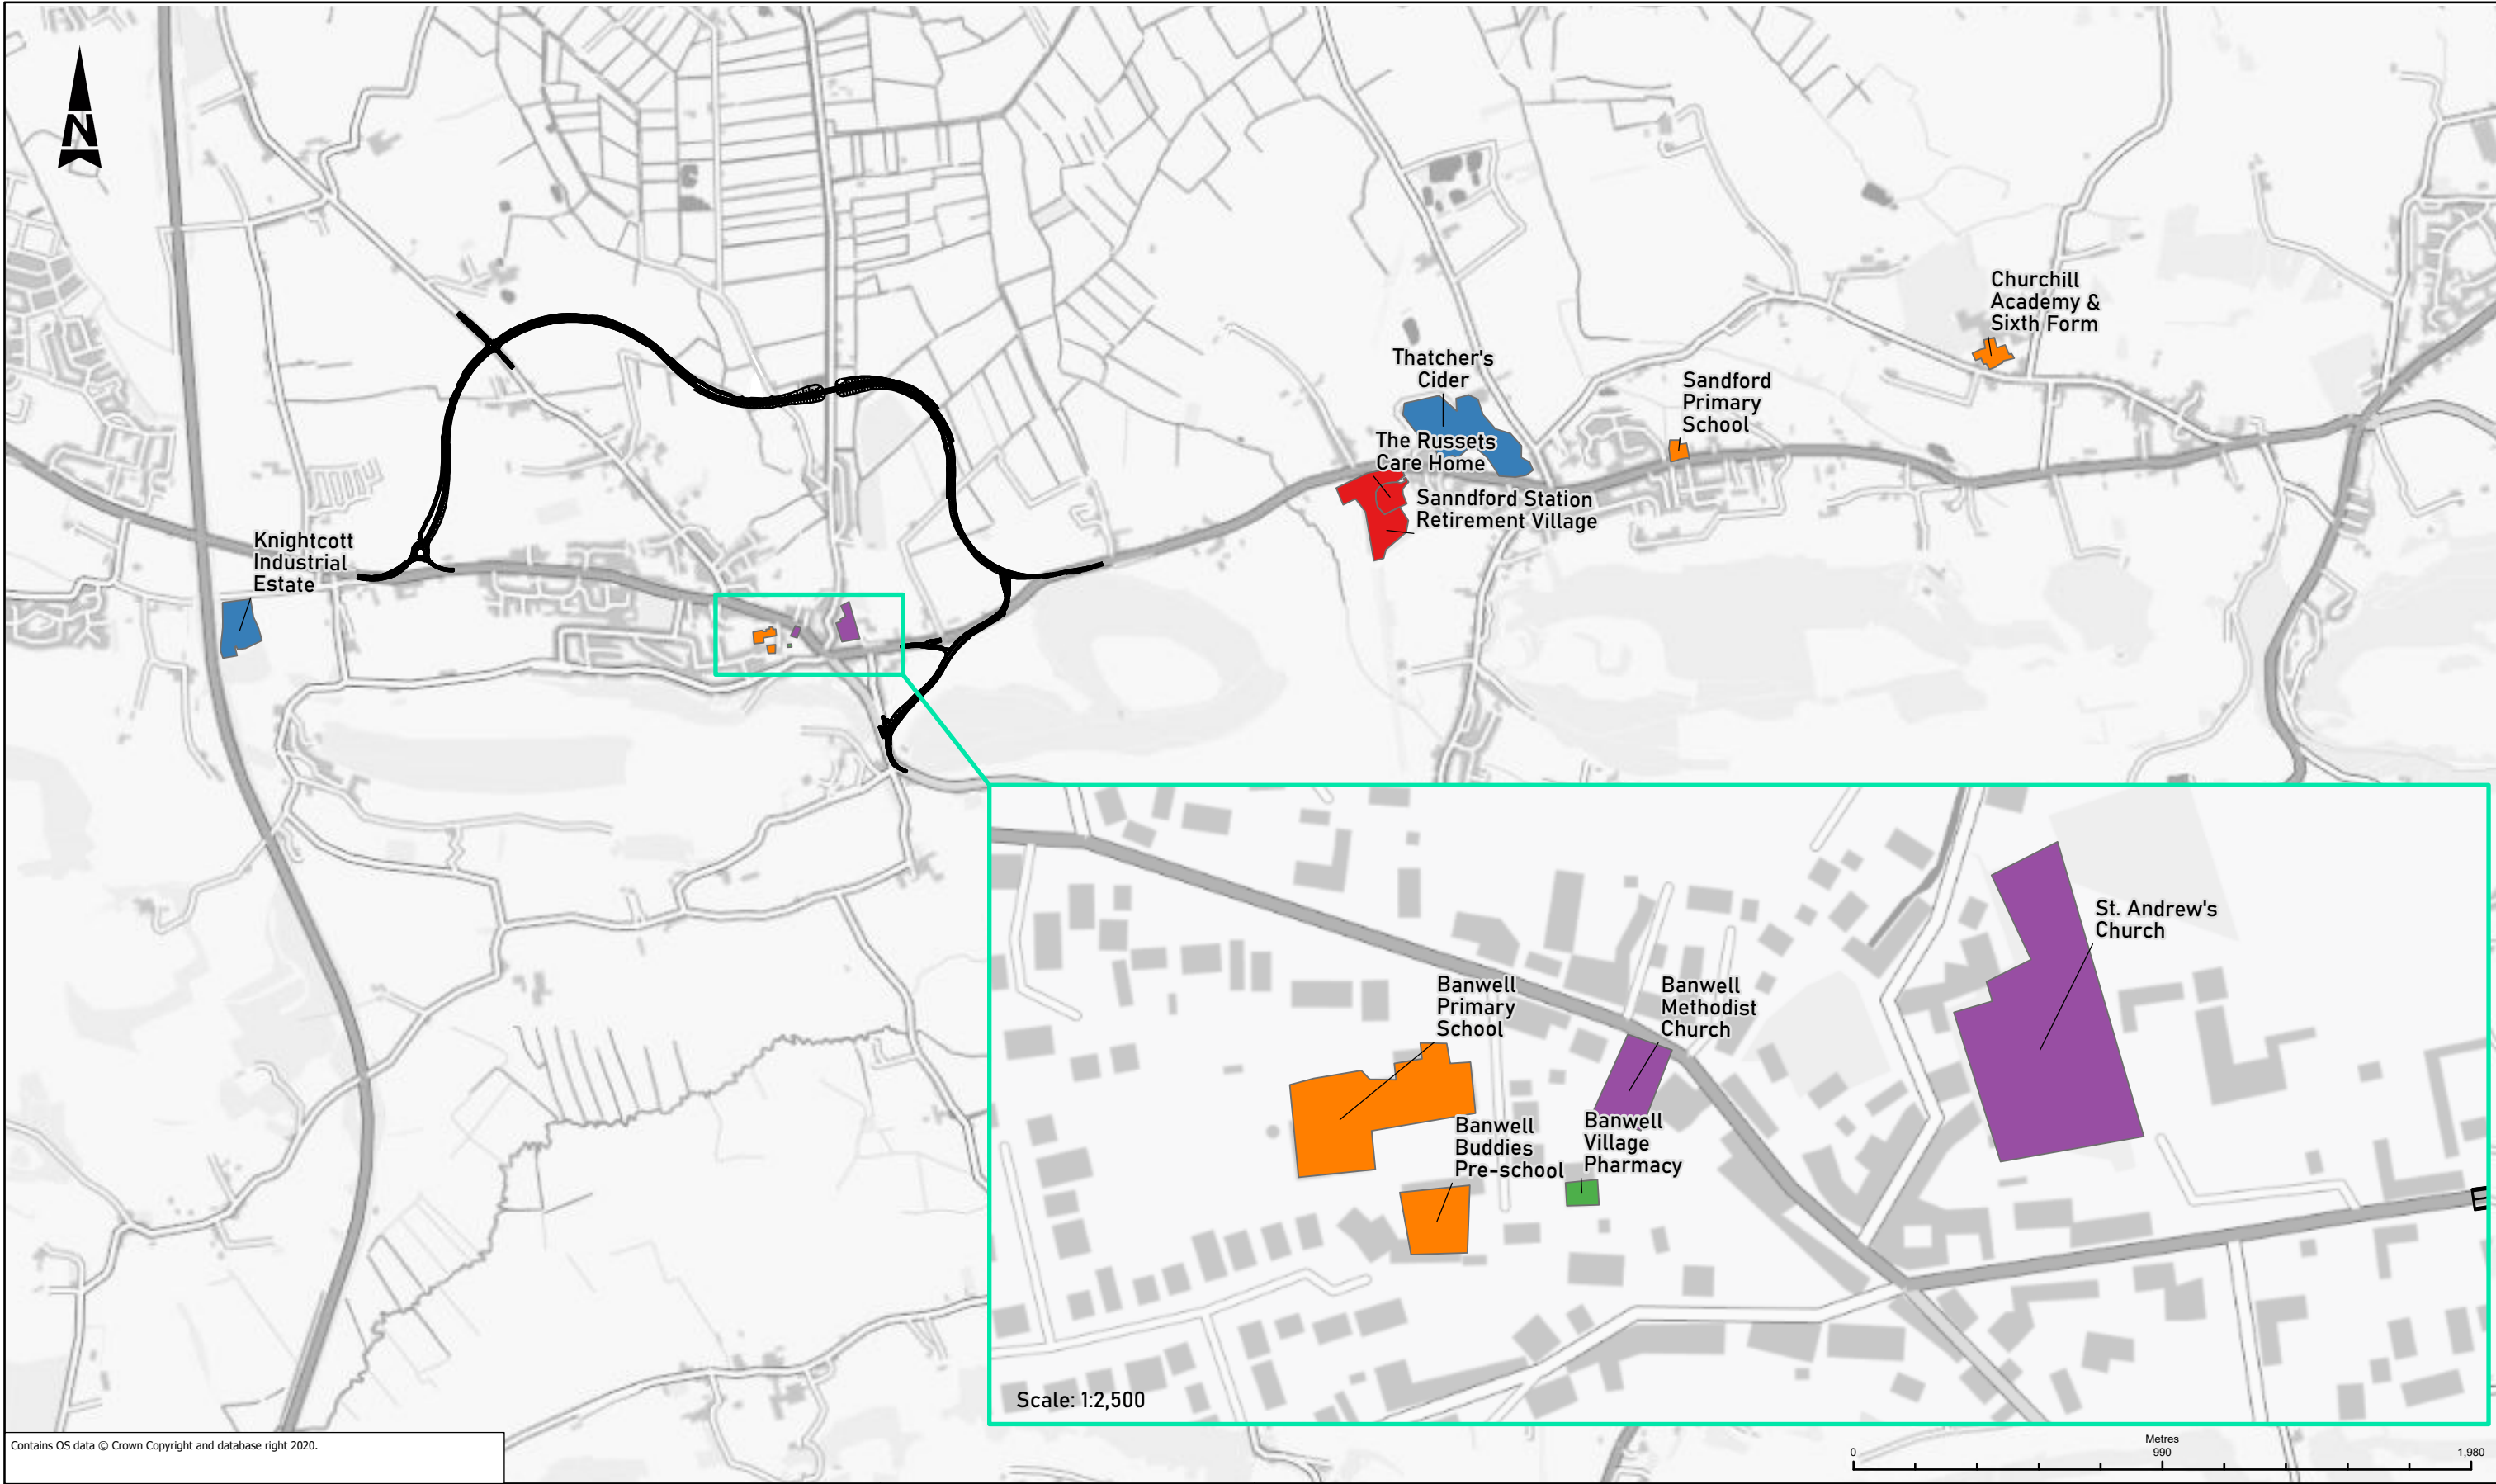 N
Churchill
Academy &
Sixth Form
Thatcher's
Cider
Sandford
Primary
School
The Russets
Care Home
Sanndford Station
Retirement Village
Knightcott
Industrial
Estate
St. Andrew's
Church
Banwell
Primary
School
Banwell
Methodist
Church
Banwell
Buddies
Pre-school
Banwell
Village
Pharmacy
Scale: 1:2,500
Contains OS data © Crown Copyright and database right 2020.
Metres
0 990 1,980